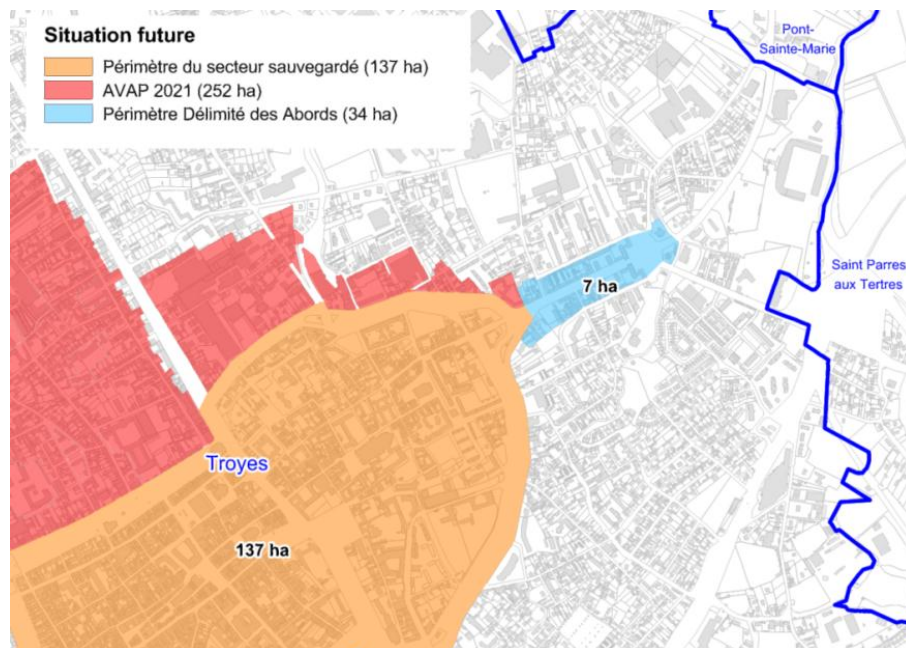 Situation future
Périmètre du secteur sauvegardé (137 ha)
AVAP 2021 (252 ha)
Périmètre Délimité des Abords (34 ha)
Pont-
Sainte-Marie
Saint Parres
aux Tertres
7 ha
Troyes
137 ha